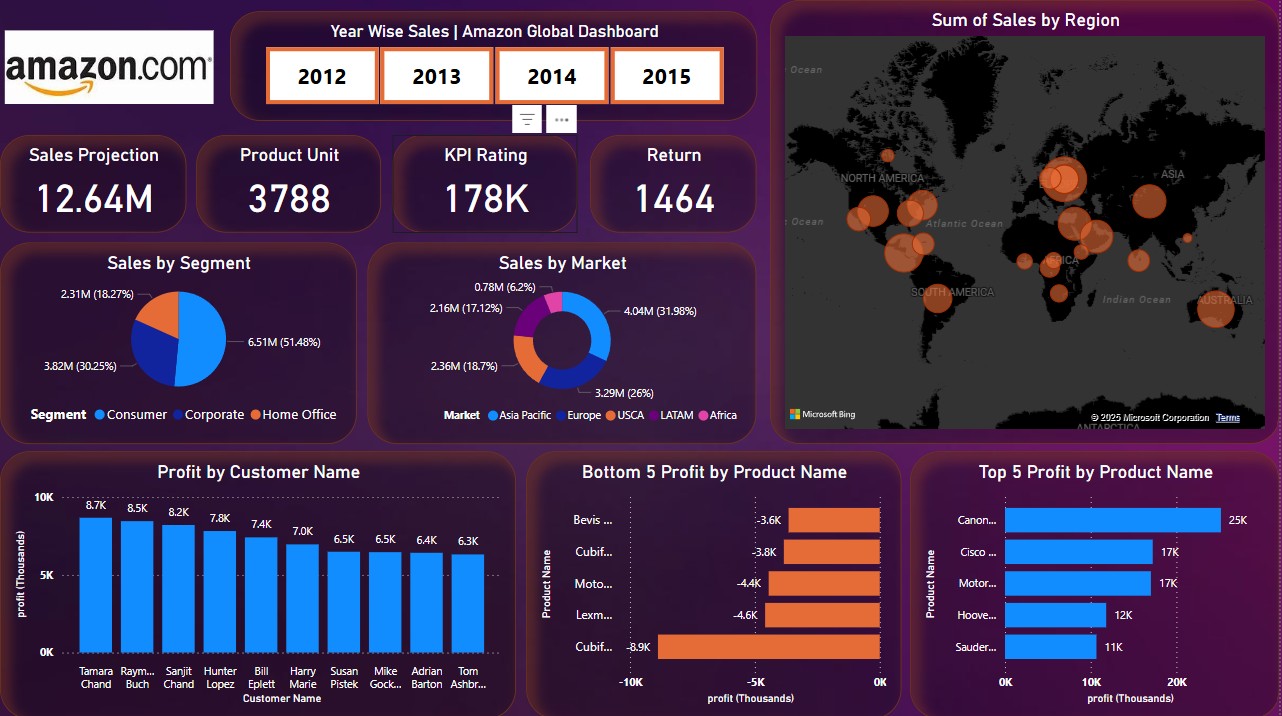 amazon.com
Year Wise Sales | Amazon Global Dashboard
2012
2013
2014
2015
Sales Projection
12.64M
Product Unit
3788
KPI Rating
178K
Return
1464
Sum of Sales by Region
Ocean
NORTH AMERICA
ASIA
Ocean
Atlantic Ocean
SOUTH AMERICA
Indian Ocean
AUSTRALIA
Microsoft Bing
© 2025 Microsoft Corporation Terms
ANTARCTICA
Sales by Segment
2.31M (18.27%)
6.51M (51.48%)
3.82M (30.25%)
Segment Consumer Corporate Home Office
Sales by Market
0.78M (6.2%)
2.16M (17.12%)
4.04M (31.98%)
2.36M (18.7%)
3.29M (26%)
Market Asia Pacific Europe USCA LATAM Africa
Profit by Customer Name
profit (Thousands)
10K
5K
0K
8.7K
8.5K
8.2K
7.8K
7.4K
7.0K
6.5K
6.5K
6.4K
6.3K
Tamara Chand
Raym... Buch
Sanjit Chand
Hunter Lopez
Bill Eplett
Harry Marie
Susan Pistek
Mike Gock...
Adrian Barton
Tom Ashbr...
Customer Name
Bottom 5 Profit by Product Name
Product Name
Bevis ... -3.6K
Cubif... -3.8K
Moto... -4.4K
Lexm... -4.6K
Cubif... -8.9K
-10K -5K 0K
profit (Thousands)
Top 5 Profit by Product Name
Product Name
Canon... 25K
Cisco ... 17K
Motor... 17K
Hoove... 12K
Sauder... 11K
0K 10K 20K
profit (Thousands)